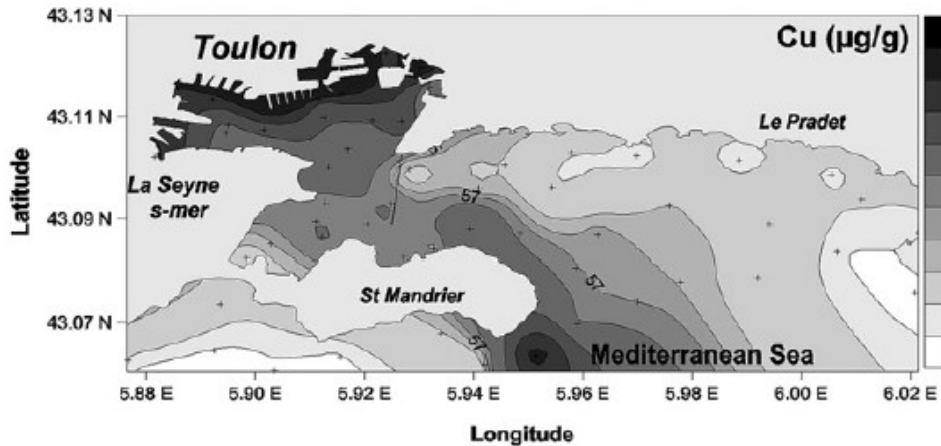 43.13
43.11
43.09
43.07
Latitude
Toulon
Cu (µg/g)
Le Pradet
La Seyne
s-mer
57
57
St Mandrier
57
Mediterranean Sea
5.88 E
5.90 E
5.92 E
5.94 E
5.96 E
5.98 E
6.00 E
6.02 E
Longitude